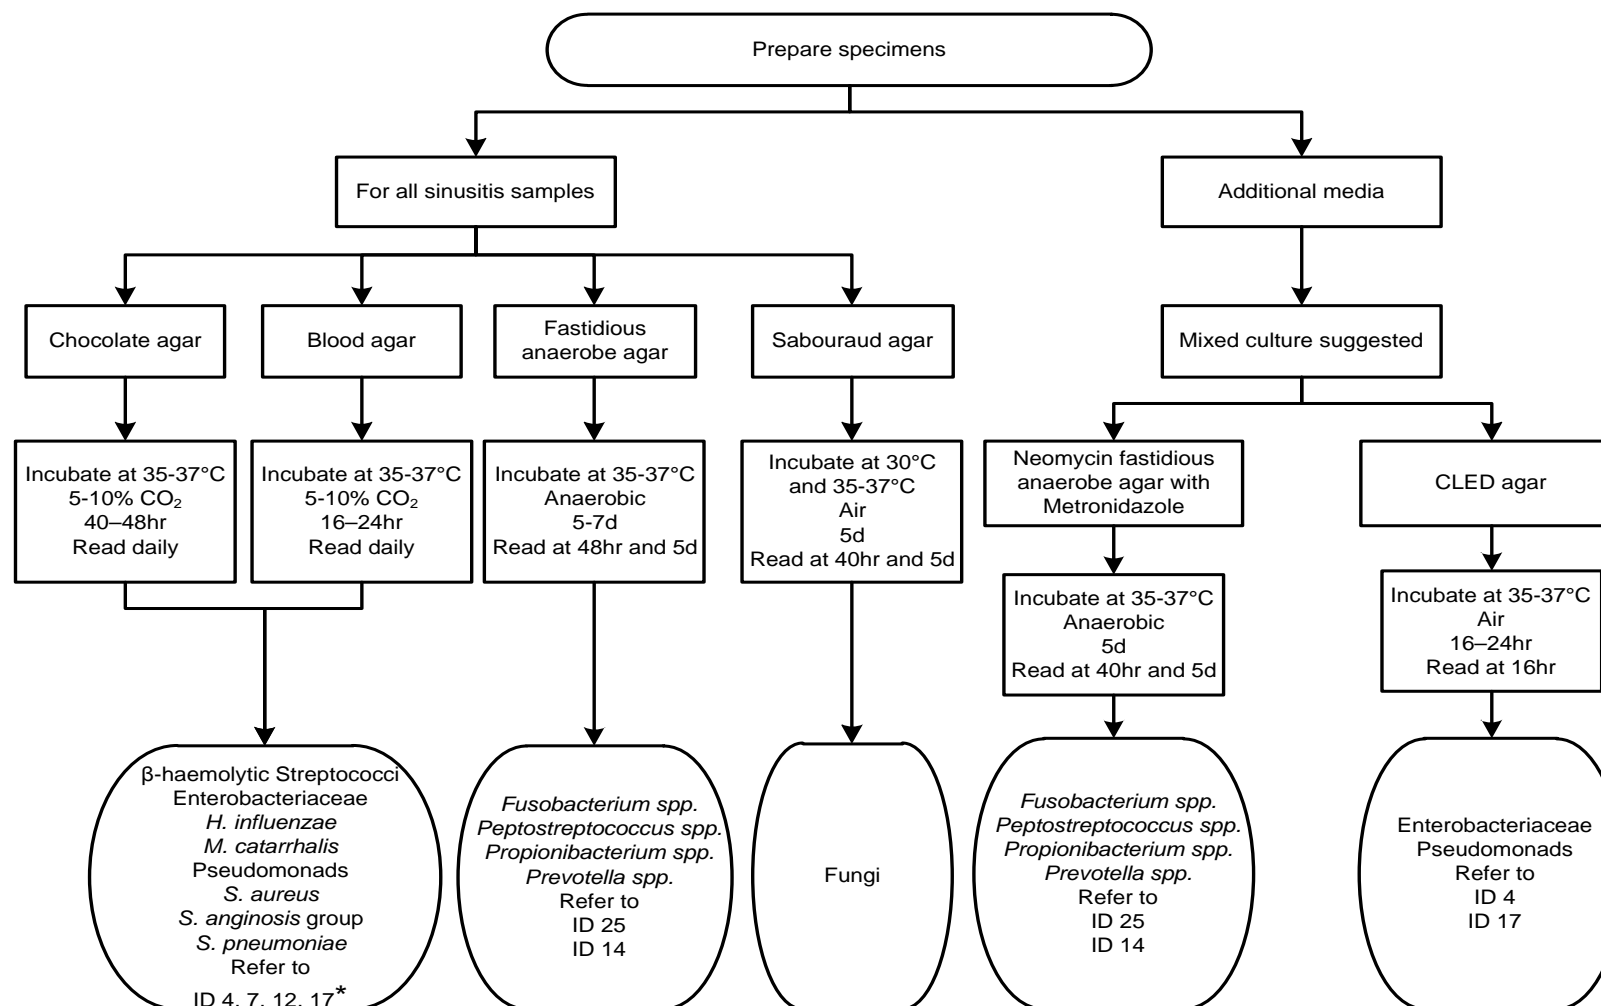 Prepare specimens
For all sinusitis samples
Additional media
Chocolate agar
Blood agar
Fastidious
anaerobe agar
Sabouraud agar
Mixed culture suggested
Incubate at 35-37°C
5-10% CO₂
40–48hr
Read daily
Incubate at 35-37°C
5-10% CO₂
16–24hr
Read daily
Incubate at 35-37°C
Anaerobic
5-7d
Read at 48hr and 5d
Incubate at 30°C
and 35-37°C
Air
5d
Read at 40hr and 5d
Neomycin fastidious
anaerobe agar with
Metronidazole
CLED agar
Incubate at 35-37°C
Anaerobic
5d
Read at 40hr and 5d
Incubate at 35-37°C
Air
16–24hr
Read at 16hr
β-haemolytic Streptococci
Enterobacteriaceae
H. influenzae
M. catarrhalis
Pseudomonads
S. aureus
S. anginosis group
S. pneumoniae
Refer to
ID 4, 7, 12, 17*
Fusobacterium spp.
Peptostreptococcus spp.
Propionibacterium spp.
Prevotella spp.
Refer to
ID 25
ID 14
Fungi
Fusobacterium spp.
Peptostreptococcus spp.
Propionibacterium spp.
Prevotella spp.
Refer to
ID 25
ID 14
Enterobacteriaceae
Pseudomonads
Refer to
ID 4
ID 17